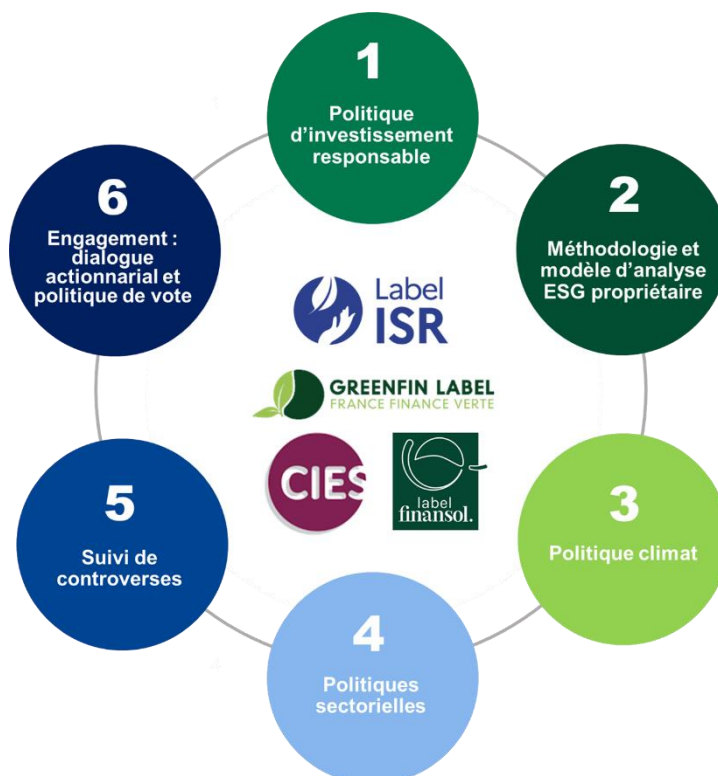 1
Politique
d’investissement
responsable
2
Méthodologie et
modèle d’analyse
ESG propriétaire
3
Politique climat
4
Politiques
sectorielles
5
Suivi de
controverses
6
Engagement :
dialogue
actionnarial et
politique de vote
Label
ISR
GREENFIN LABEL
FRANCE FINANCE VERTE
CIES
label
finansol.